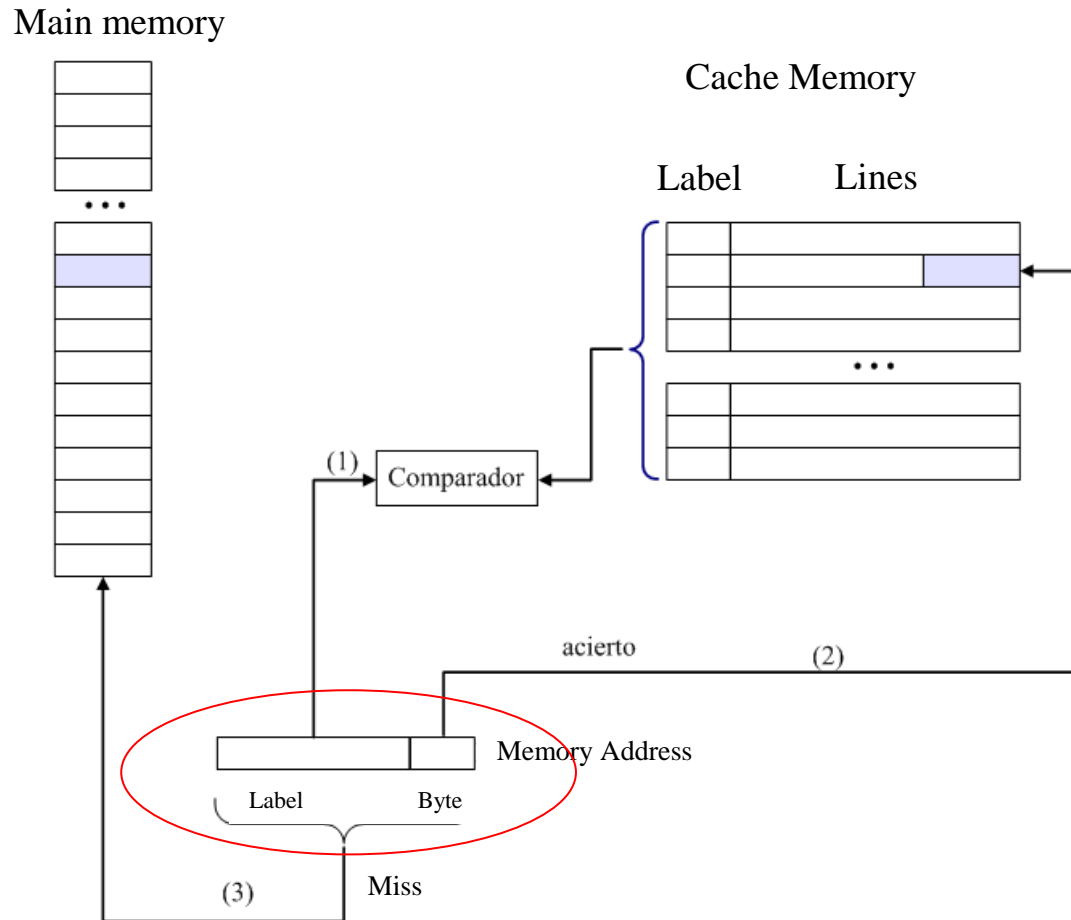 Main memory
Cache Memory
Label Lines
•••
•••
(1)
Comparador
acierto
(2)
Memory Address
Label Byte
(3)
Miss